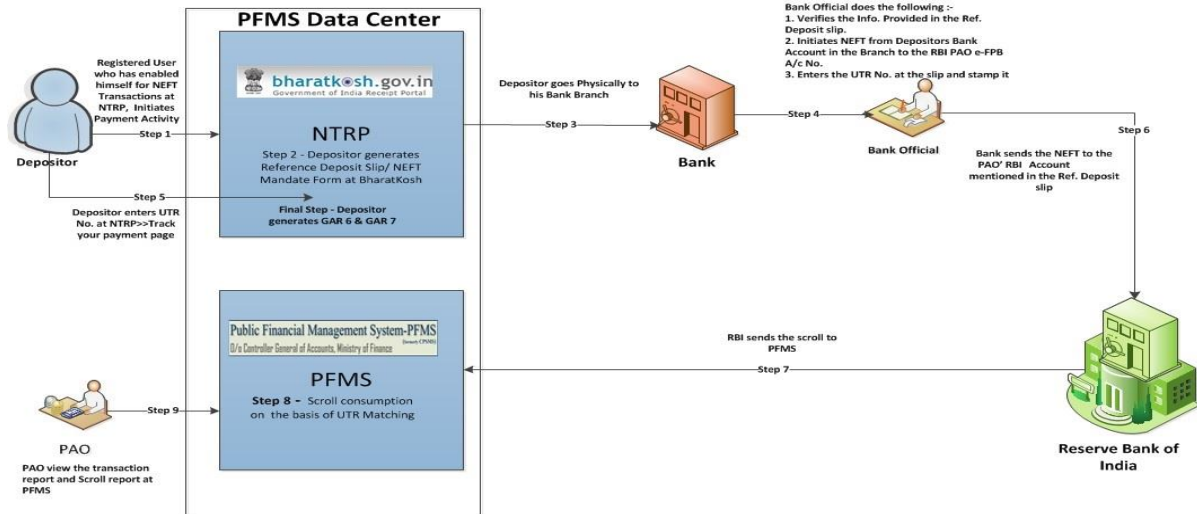 PFMS Data Center
Registered User
who has enabled
himself for NEFT
Transactions at
NTRP, Initiates
Payment Activity
Step 1
Depositor
Step 5
Depositor enters UTR
No. at NTRP>>Track
your payment page
bharatkosh.gov.in
Government of India Receipt Portal
NTRP
Step 2 - Depositor generates
Reference Deposit Slip/ NEFT
Mandate Form at BharatKosh
Final Step - Depositor
generates GAR 6 & GAR 7
Depositor goes Physically to
his Bank Branch
Step 3
Bank
Bank Official does the following :-
1. Verifies the Info. Provided in the Ref.
Deposit slip.
2. Initiates NEFT from Depositors Bank
Account in the Branch to the RBI PAO e-FPB
A/c No.
3. Enters the UTR No. at the slip and stamp it
Step 4
Bank Official
Step 6
Bank sends the NEFT to the
PAO' RBI Account
mentioned in the Ref. Deposit
slip
Reserve Bank of
India
RBI sends the scroll to
PFMS
Step 7
Public Financial Management System-PFMS
(formerly CPSMS)
O/o Controller General of Accounts, Ministry of Finance
PFMS
Step 8 - Scroll consumption
on the basis of UTR Matching
Step 9
PAO
PAO view the transaction
report and Scroll report at
PFMS